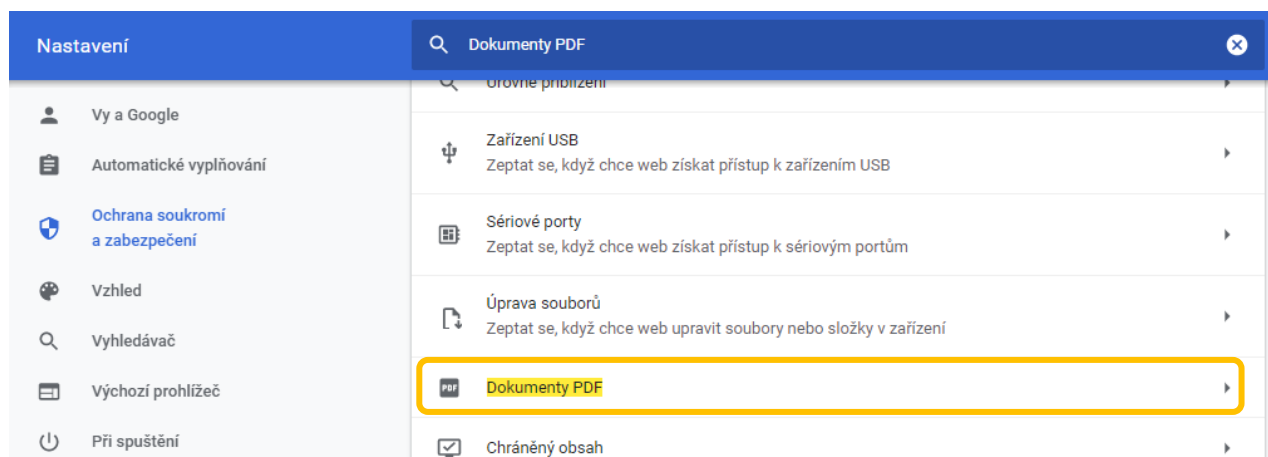 Nastavení
Dokumenty PDF
Vy a Google
Automatické vyplňování
Ochrana soukromí
a zabezpečení
Vzhled
Vyhledávač
Výchozí prohlížeč
Při spuštění
Úrovně přiblížení
Zařízení USB
Zeptat se, když chce web získat přístup k zařízením USB
Sériové porty
Zeptat se, když chce web získat přístup k sériovým portům
Úprava souborů
Zeptat se, když chce web upravit soubory nebo složky v zařízení
PDF
Dokumenty PDF
Chráněný obsah